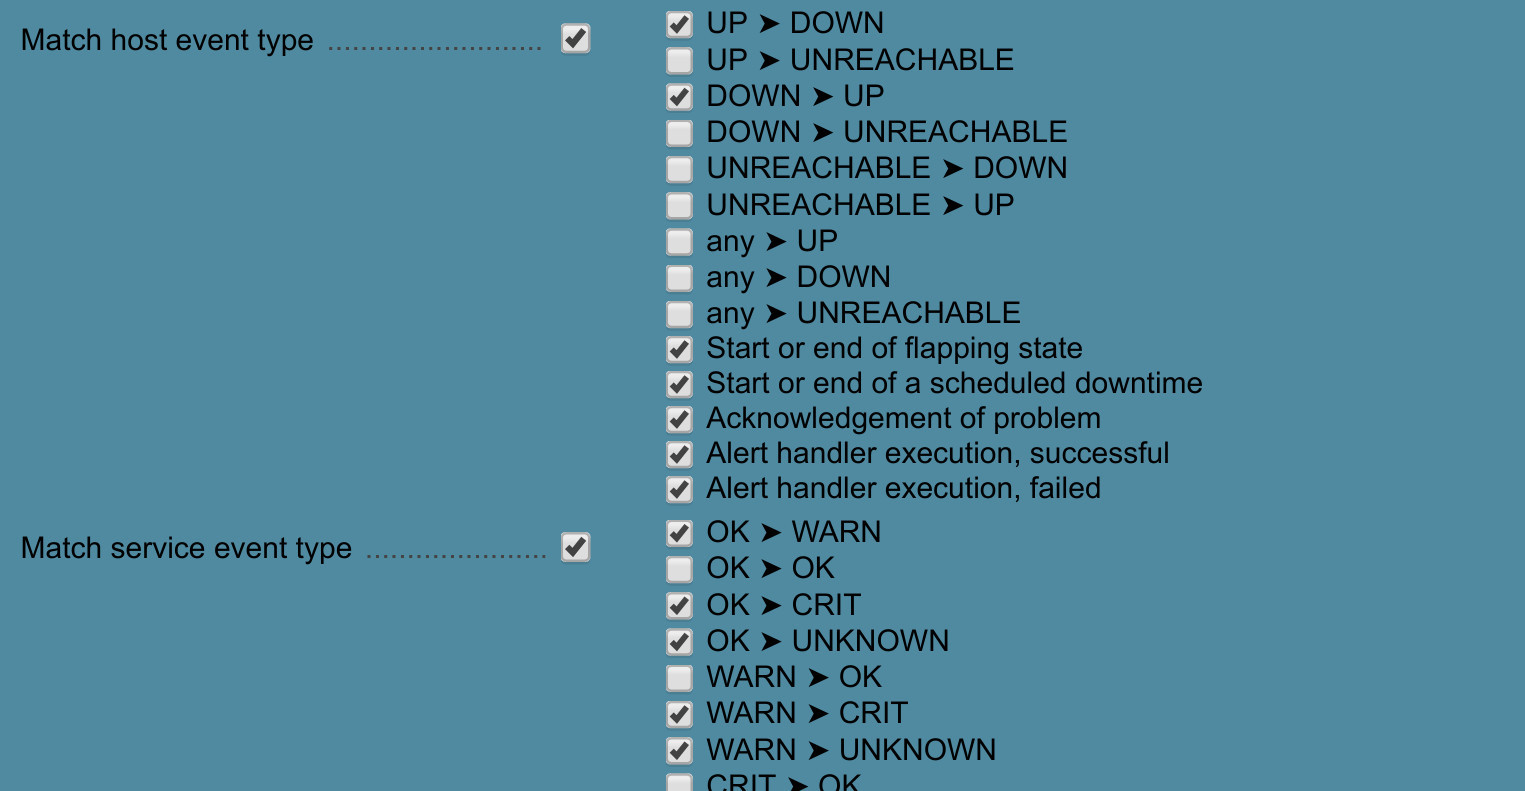 Match host event type
UP ➤ DOWN
UP ➤ UNREACHABLE
DOWN ➤ UP
DOWN ➤ UNREACHABLE
UNREACHABLE ➤ DOWN
UNREACHABLE ➤ UP
any ➤ UP
any ➤ DOWN
any ➤ UNREACHABLE
Start or end of flapping state
Start or end of a scheduled downtime
Acknowledgement of problem
Alert handler execution, successful
Alert handler execution, failed
Match service event type
OK ➤ WARN
OK ➤ OK
OK ➤ CRIT
OK ➤ UNKNOWN
WARN ➤ OK
WARN ➤ CRIT
WARN ➤ UNKNOWN
CRIT ➤ OK